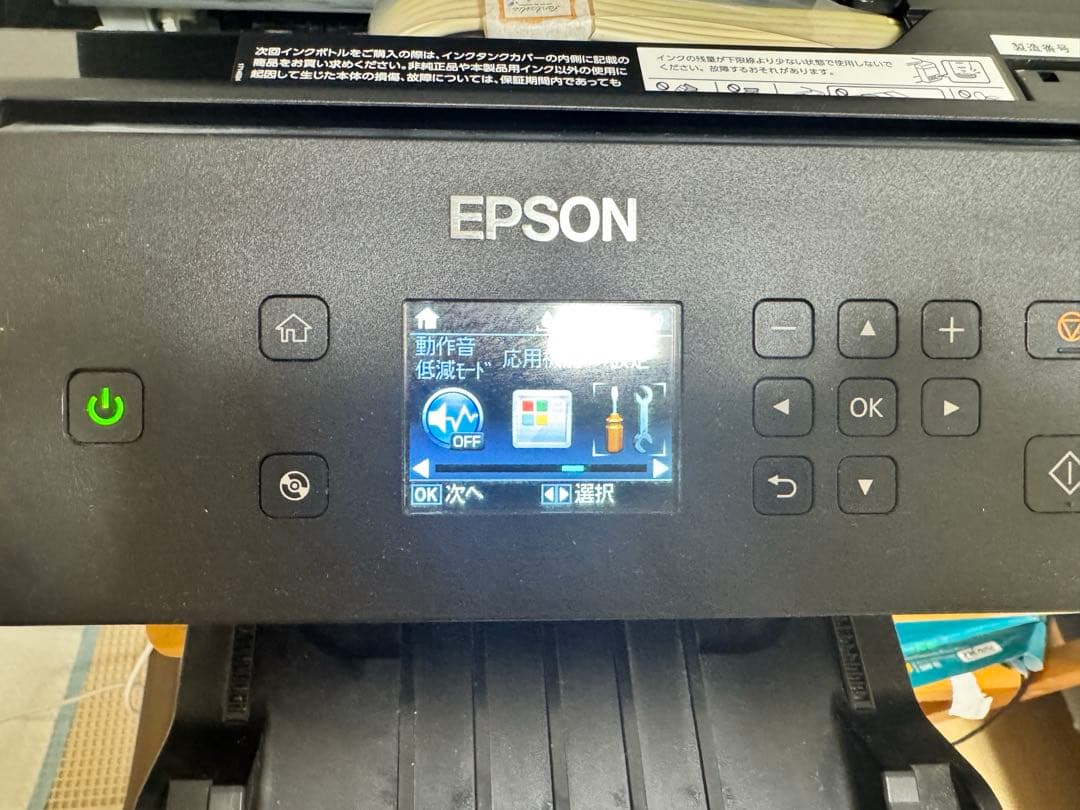 次回インクボトルをご購入の際は、インクタンクカバーの内側に記載の
商品をお買い求めください。非純正品や本製品用インク以外の使用に
起因して生じた本体の損傷、故障については、保証期間内であっても
インクの残量が下限線より少ない状態で使用しないで
ください。故障するおそれがあります。
製造番号
EPSON
動作音
低減モード
応用
OFF
OK 次へ
選択
OK